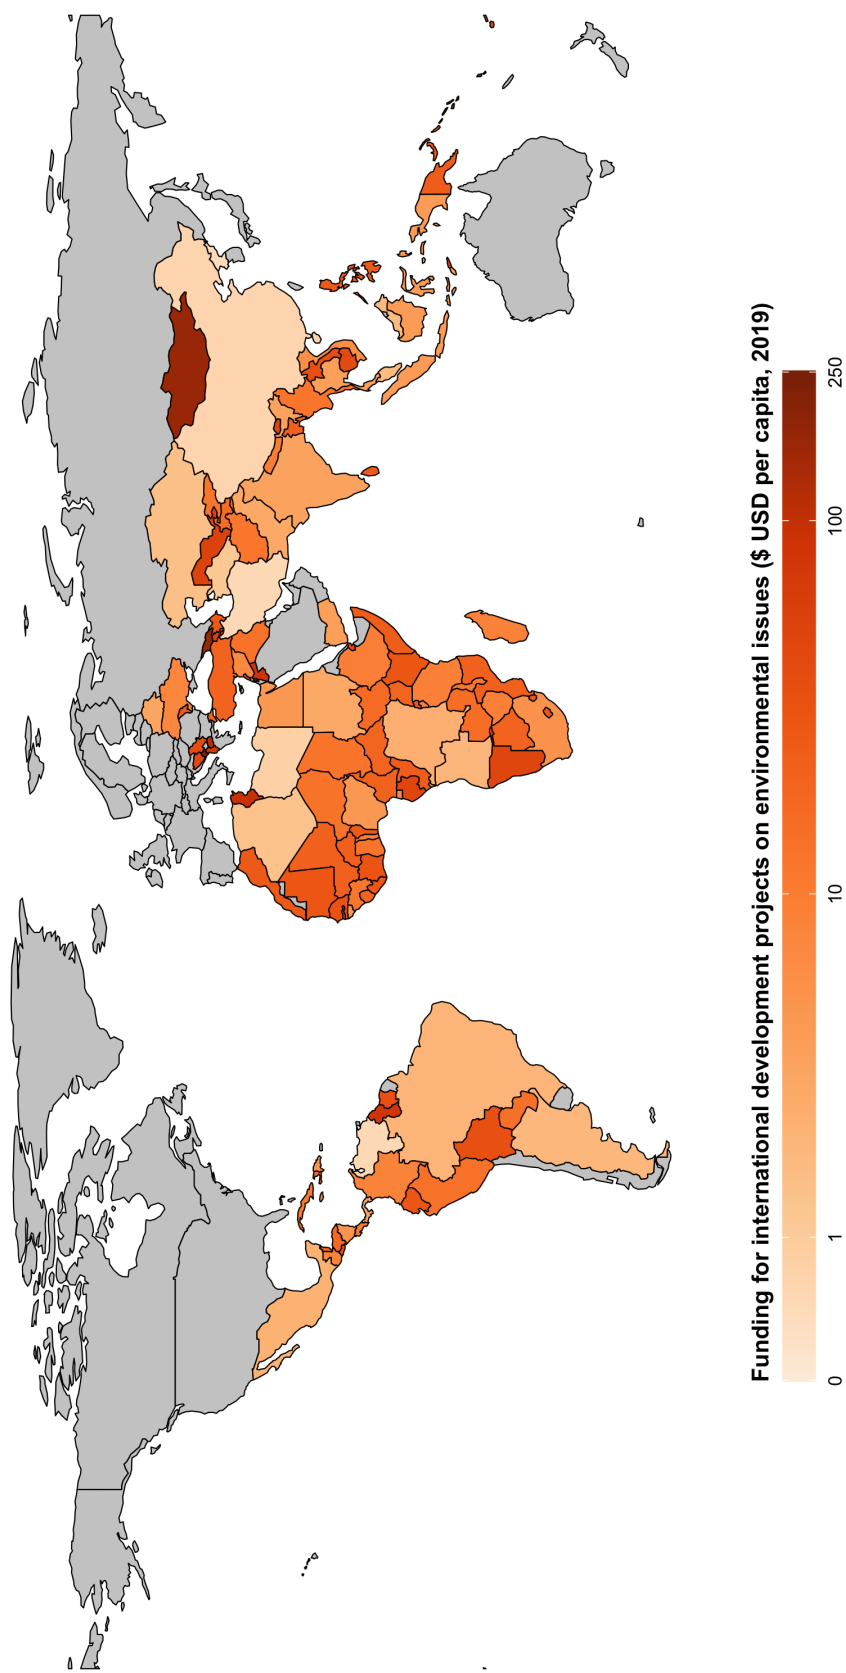 Funding for international development projects on environmental issues ($ USD per capita, 2019)
0 1 10 100 250